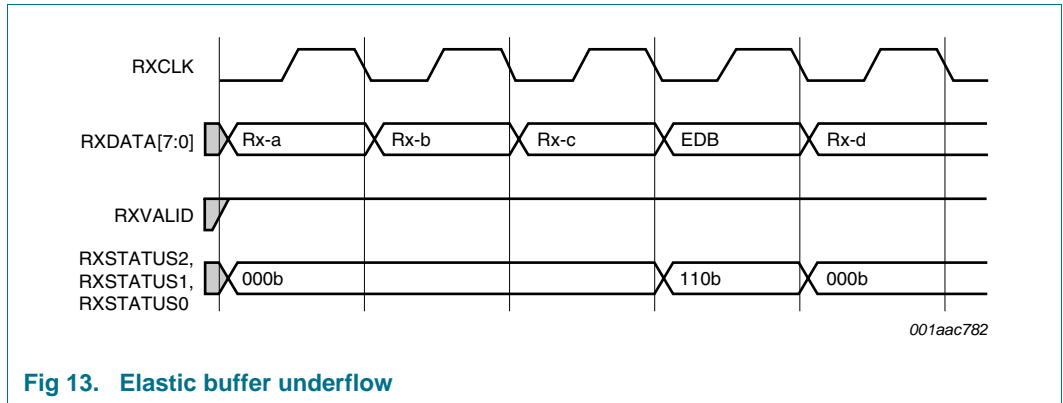 RXCLK
RXDATA[7:0]
Rx-a
Rx-b
Rx-c
EDB
Rx-d
RXVALID
RXSTATUS2,
RXSTATUS1,
RXSTATUS0
000b
110b
000b
001aac782
Fig 13. Elastic buffer underflow